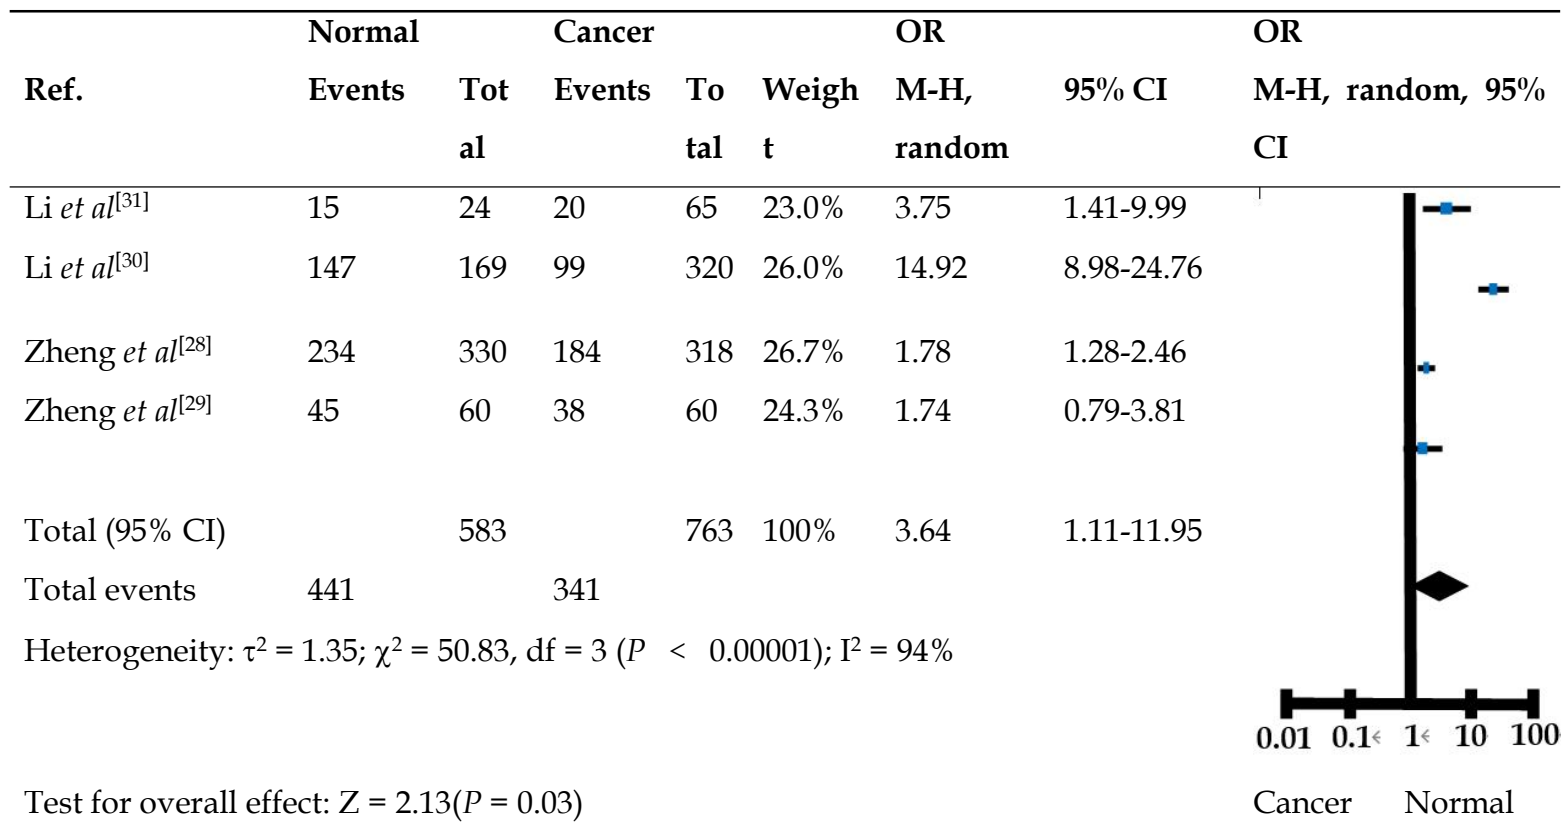 Normal Cancer OR OR
Ref. Events Tot Events To Weigh M-H, 95% CI M-H, random, 95%
al tal t random CI
Li et al[31] 15 24 20 65 23.0% 3.75 1.41-9.99
Li et al[30] 147 169 99 320 26.0% 14.92 8.98-24.76
Zheng et al[28] 234 330 184 318 26.7% 1.78 1.28-2.46
Zheng et al[29] 45 60 38 60 24.3% 1.74 0.79-3.81
Total (95% CI) 583 763 100% 3.64 1.11-11.95
Total events 441 341
Heterogeneity: τ² = 1.35; χ² = 50.83, df = 3 (P < 0.00001); I² = 94%
0.01 0.1 1 10 100
Test for overall effect: Z = 2.13(P = 0.03) Cancer Normal